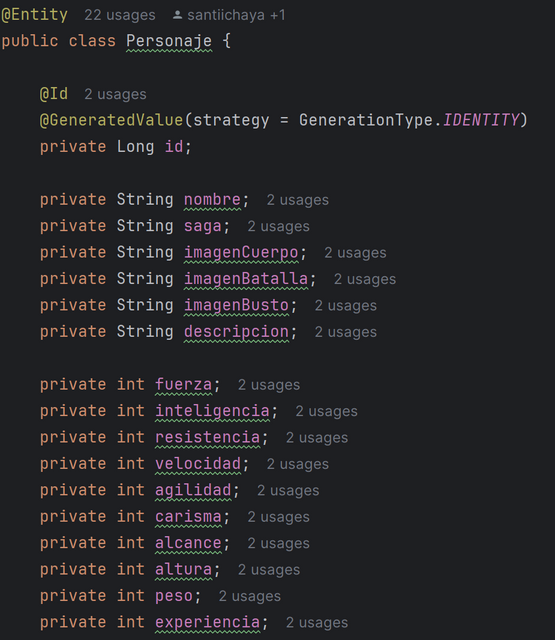 @Entity 22 usages santiichaya +1
public class Personaje {
@Id 2 usages
@GeneratedValue(strategy = GenerationType.IDENTITY)
private Long id;
private String nombre; 2 usages
private String saga; 2 usages
private String imagenCuerpo; 2 usages
private String imagenBatalla; 2 usages
private String imagenBusto; 2 usages
private String descripcion; 2 usages
private int fuerza; 2 usages
private int inteligencia; 2 usages
private int resistencia; 2 usages
private int velocidad; 2 usages
private int agilidad; 2 usages
private int carisma; 2 usages
private int alcance; 2 usages
private int altura; 2 usages
private int peso; 2 usages
private int experiencia; 2 usages